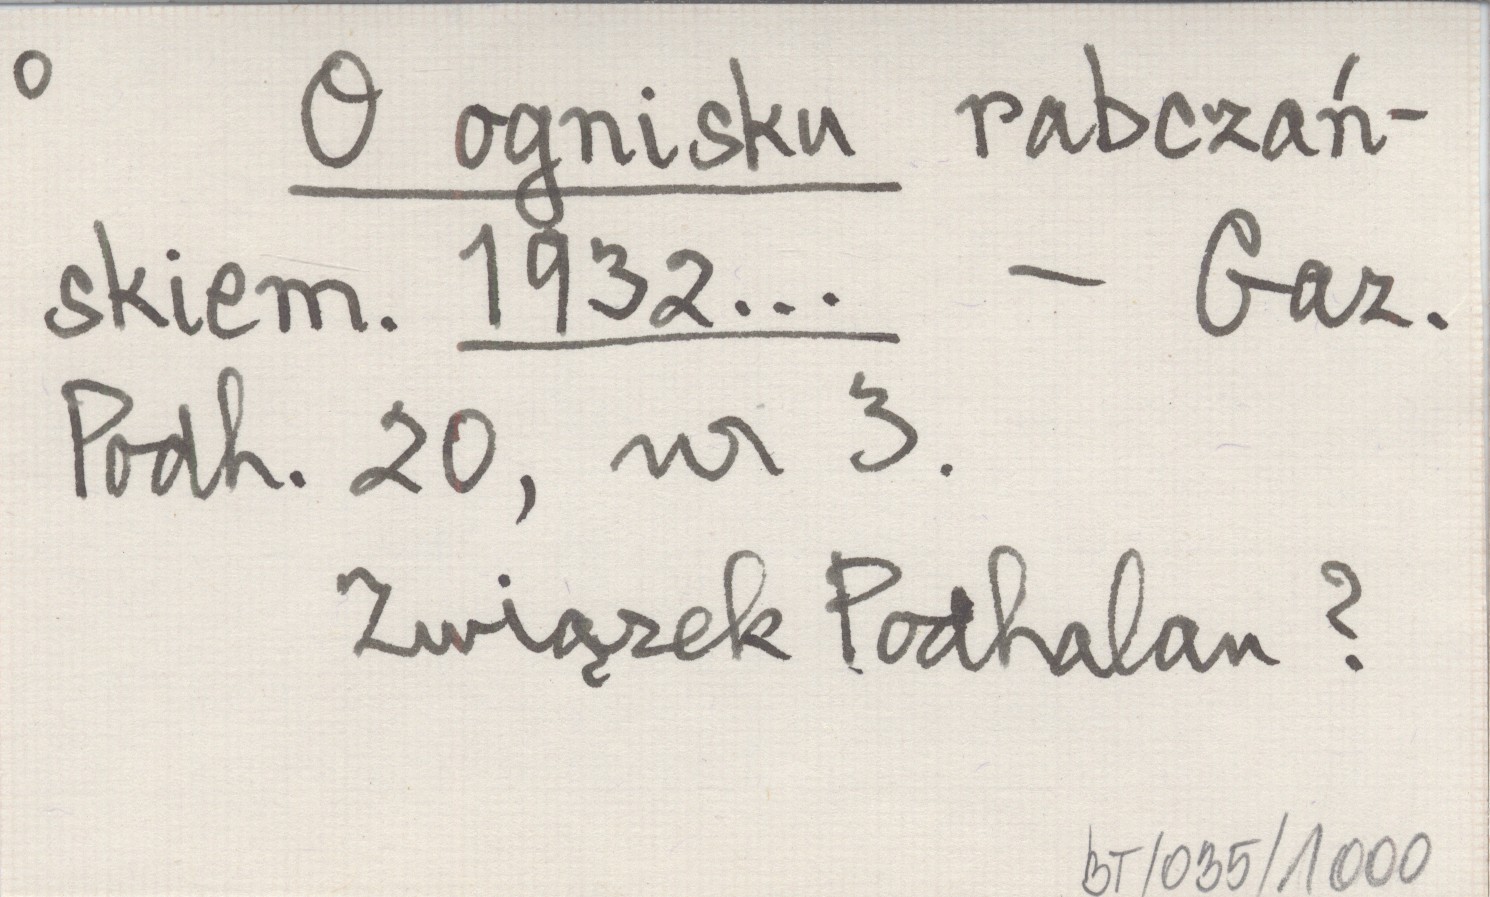 o O ognisku rabczań-
skiem. 1932... - Gaz.
Podh. 20, nr 3.
Związek Podhalan ?
BT/035/1000